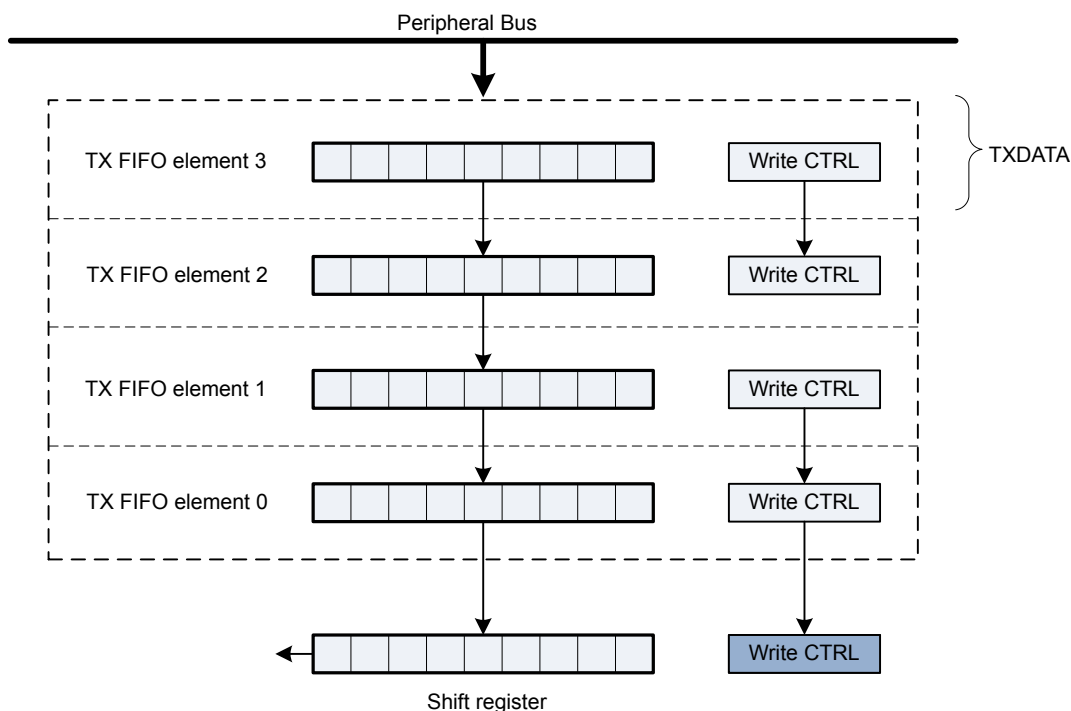 Peripheral Bus
TX FIFO element 3
Write CTRL
TXDATA
TX FIFO element 2
Write CTRL
TX FIFO element 1
Write CTRL
TX FIFO element 0
Write CTRL
Write CTRL
Shift register